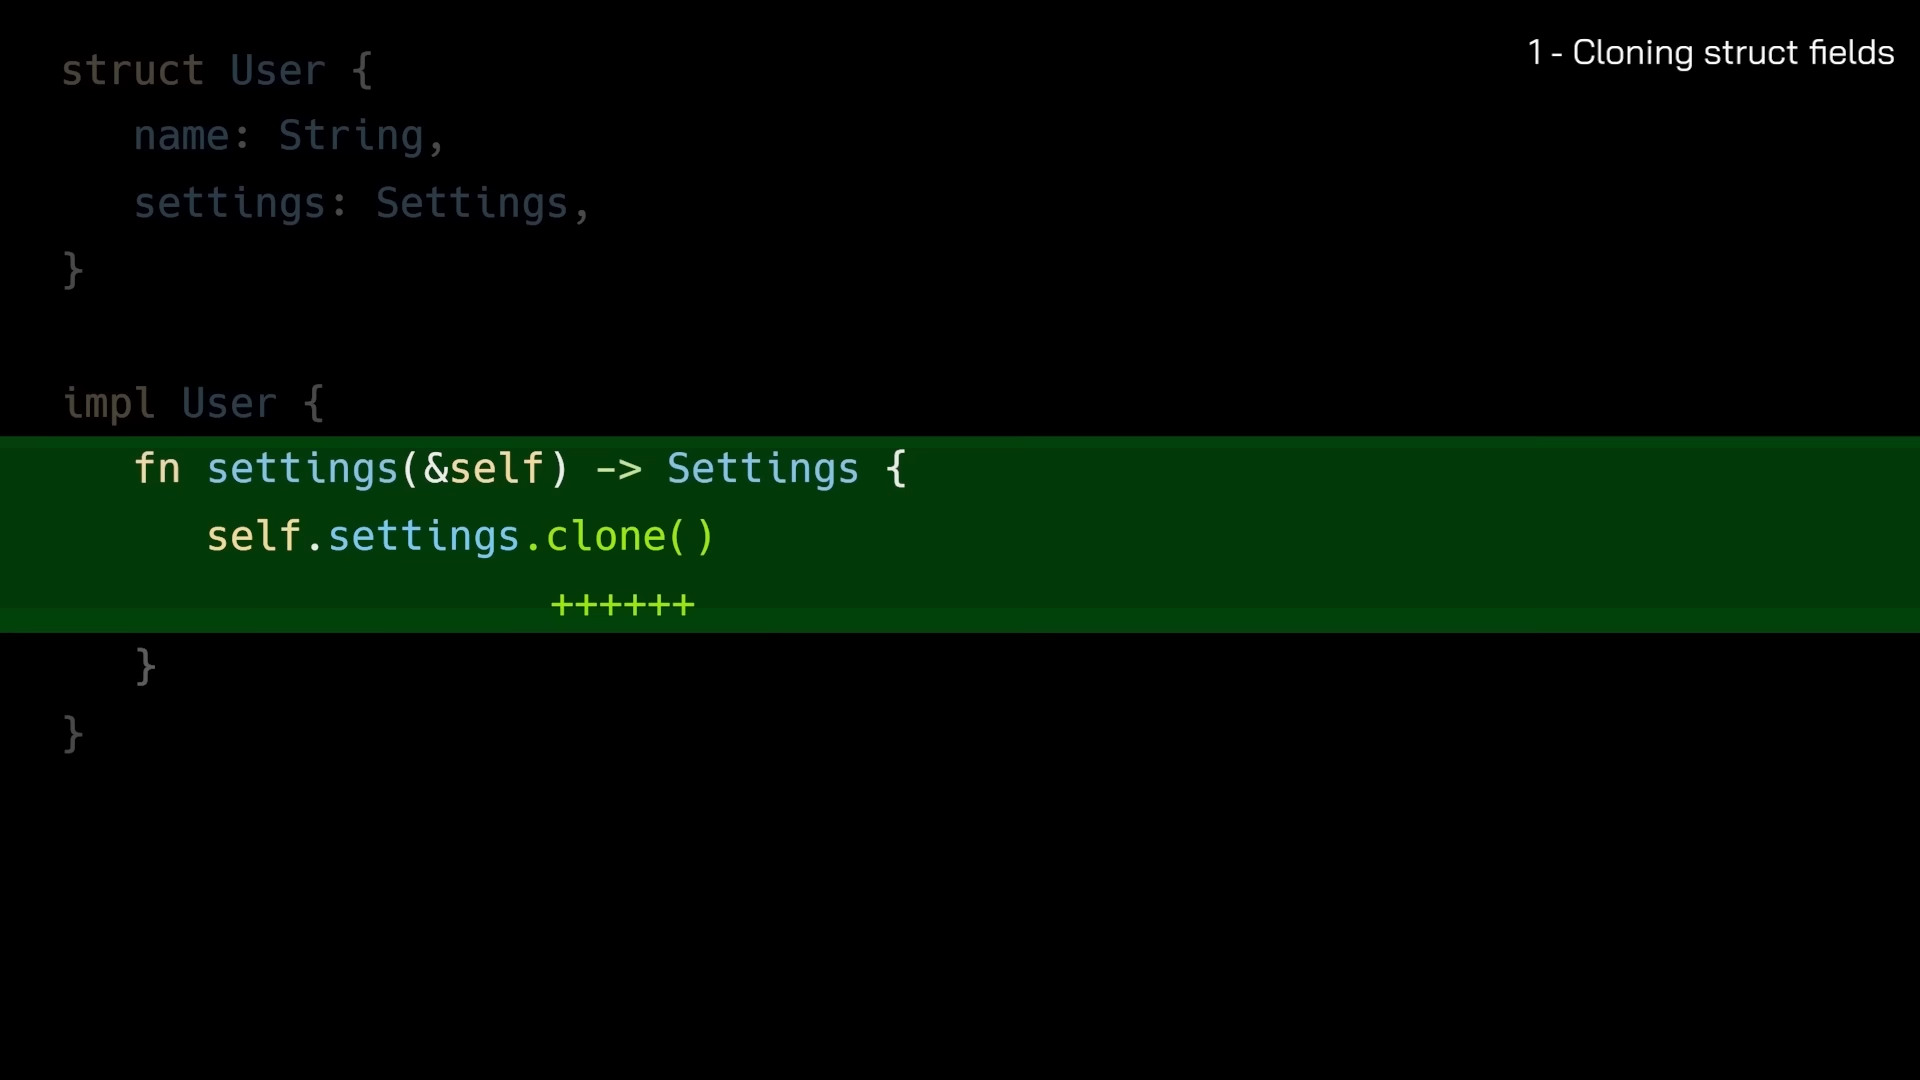 1 - Cloning struct fields
struct User {
name: String,
settings: Settings,
}
impl User {
fn settings(&self) -> Settings {
self.settings.clone()
++++++
}
}